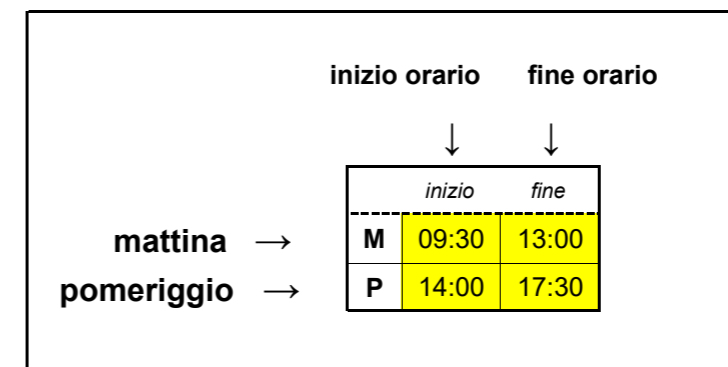 inizio orario fine orario
↓ ↓
inizio fine
mattina → M 09:30 13:00
pomeriggio → P 14:00 17:30